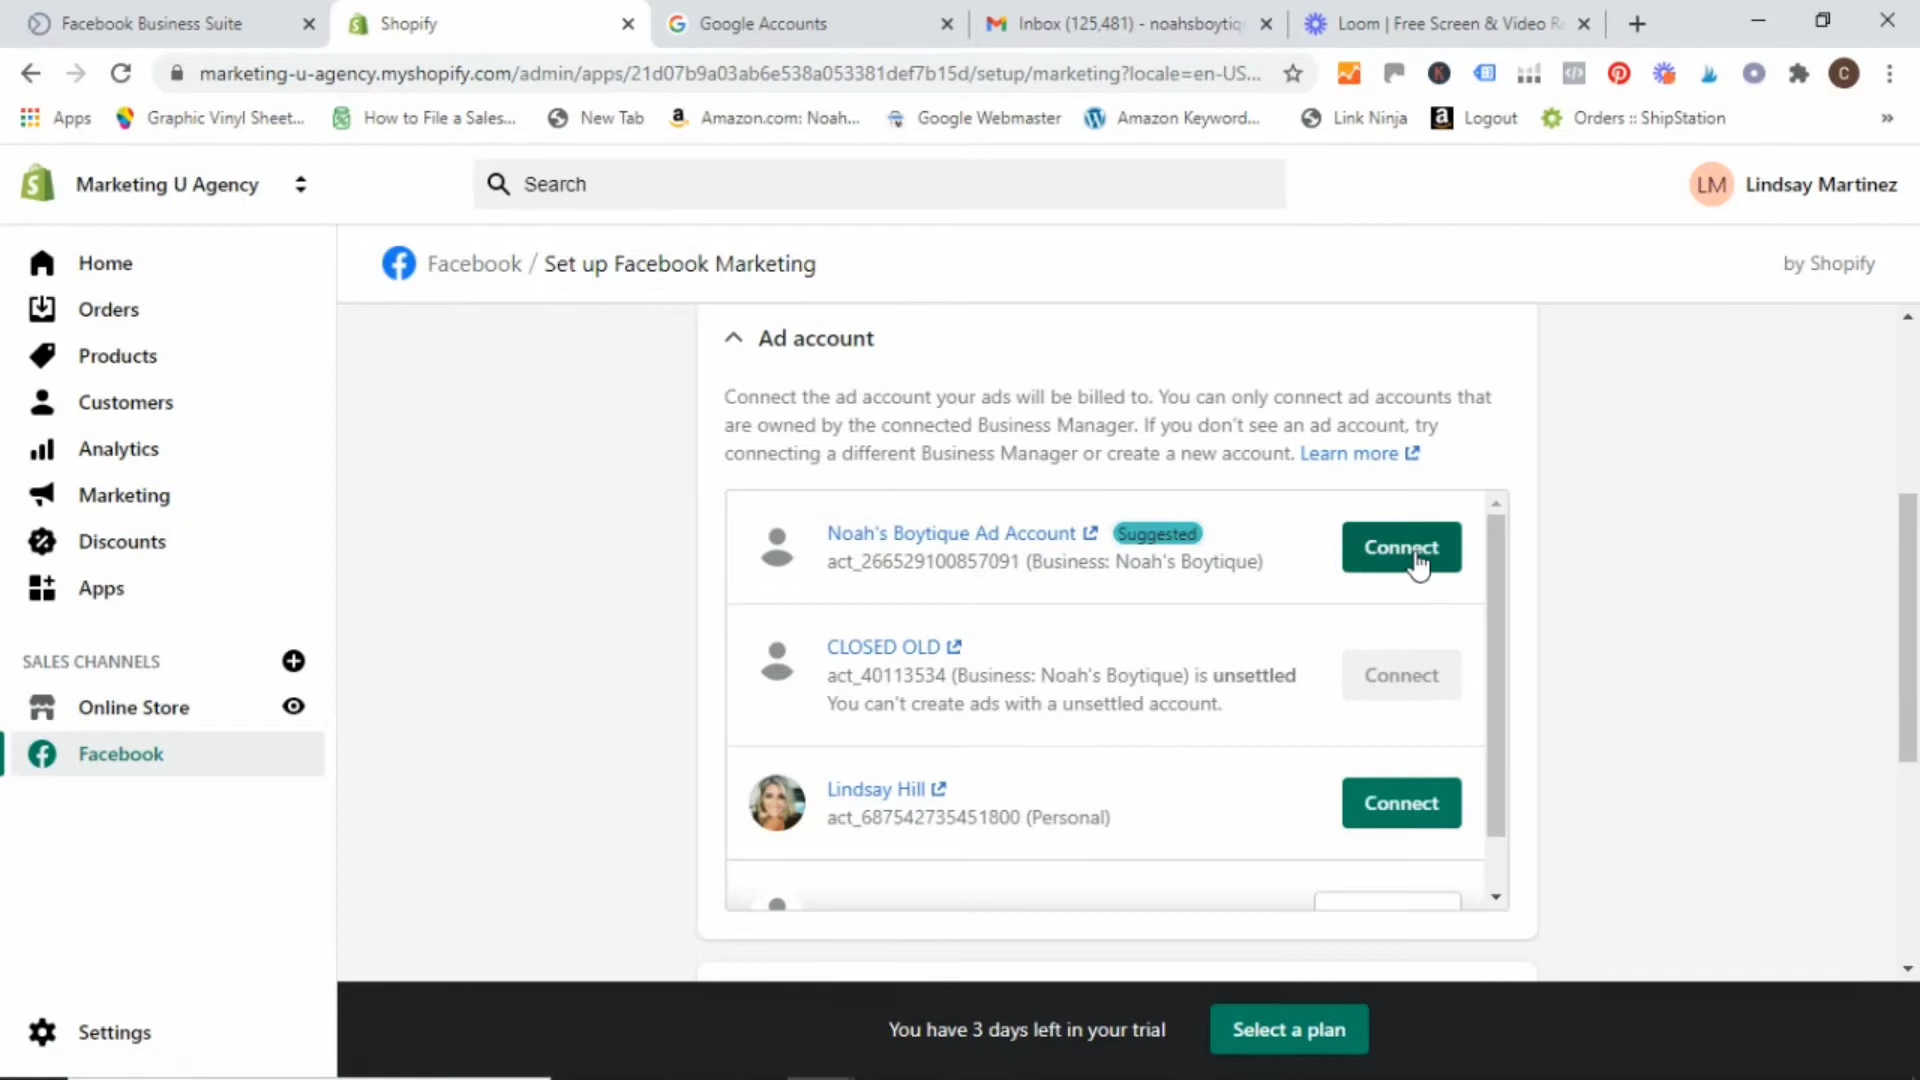 Facebook Business Suite
Shopify
Google Accounts
Inbox (125,481) - noahsboytiq
Loom | Free Screen & Video Re
marketing-u-agency.myshopify.com/admin/apps/21d07b9a03ab6e538a053381def7b15d/setup/marketing?locale=en-US...
C
Apps
Graphic Vinyl Sheet...
How to File a Sales...
New Tab
Amazon.com: Noah...
Google Webmaster
Amazon Keyword...
Link Ninja
Logout
Orders :: ShipStation
»
Marketing U Agency
Search
LM
Lindsay Martinez
Home
Orders
Products
Customers
Analytics
Marketing
Discounts
Apps
SALES CHANNELS
Online Store
Facebook
Settings
Facebook / Set up Facebook Marketing
by Shopify
Ad account
Connect the ad account your ads will be billed to. You can only connect ad accounts that
are owned by the connected Business Manager. If you don't see an ad account, try
connecting a different Business Manager or create a new account. Learn more
Noah's Boytique Ad Account Suggested
act_266529100857091 (Business: Noah's Boytique)
Connect
CLOSED OLD
act_40113534 (Business: Noah's Boytique) is unsettled
You can't create ads with a unsettled account.
Connect
Lindsay Hill
act_687542735451800 (Personal)
Connect
You have 3 days left in your trial
Select a plan